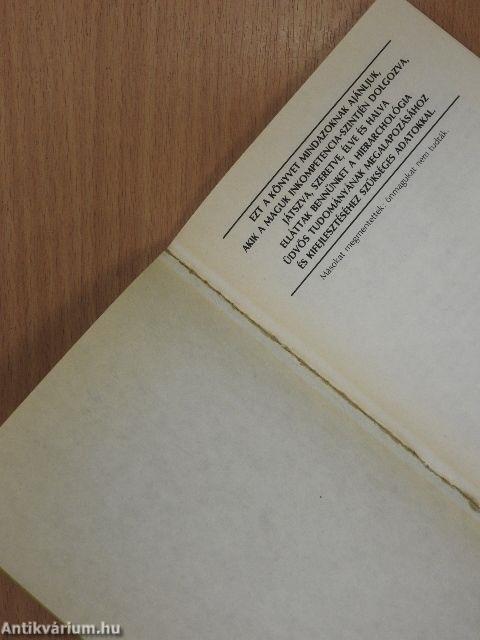 EZT A KÖNYVET MINDAZOKNAK AJÁNLJUK,
AKIK A MAGUK INKOMPETENCIA-SZINTJÉN DOLGOZVA,
JÁTSZVA, SZERETVE, ÉLVE ÉS HALVA
ELLÁTTAK BENNÜNKET A HIERARCHOLÓGIA
ÜDVÖS TUDOMÁNYÁNAK MEGALAPOZÁSÁHOZ
ÉS KIFEJLESZTÉSÉHEZ SZÜKSÉGES ADATOKKAL.
Másokat megmentettek: önmagukat nem tudták.
Antikvárium.hu